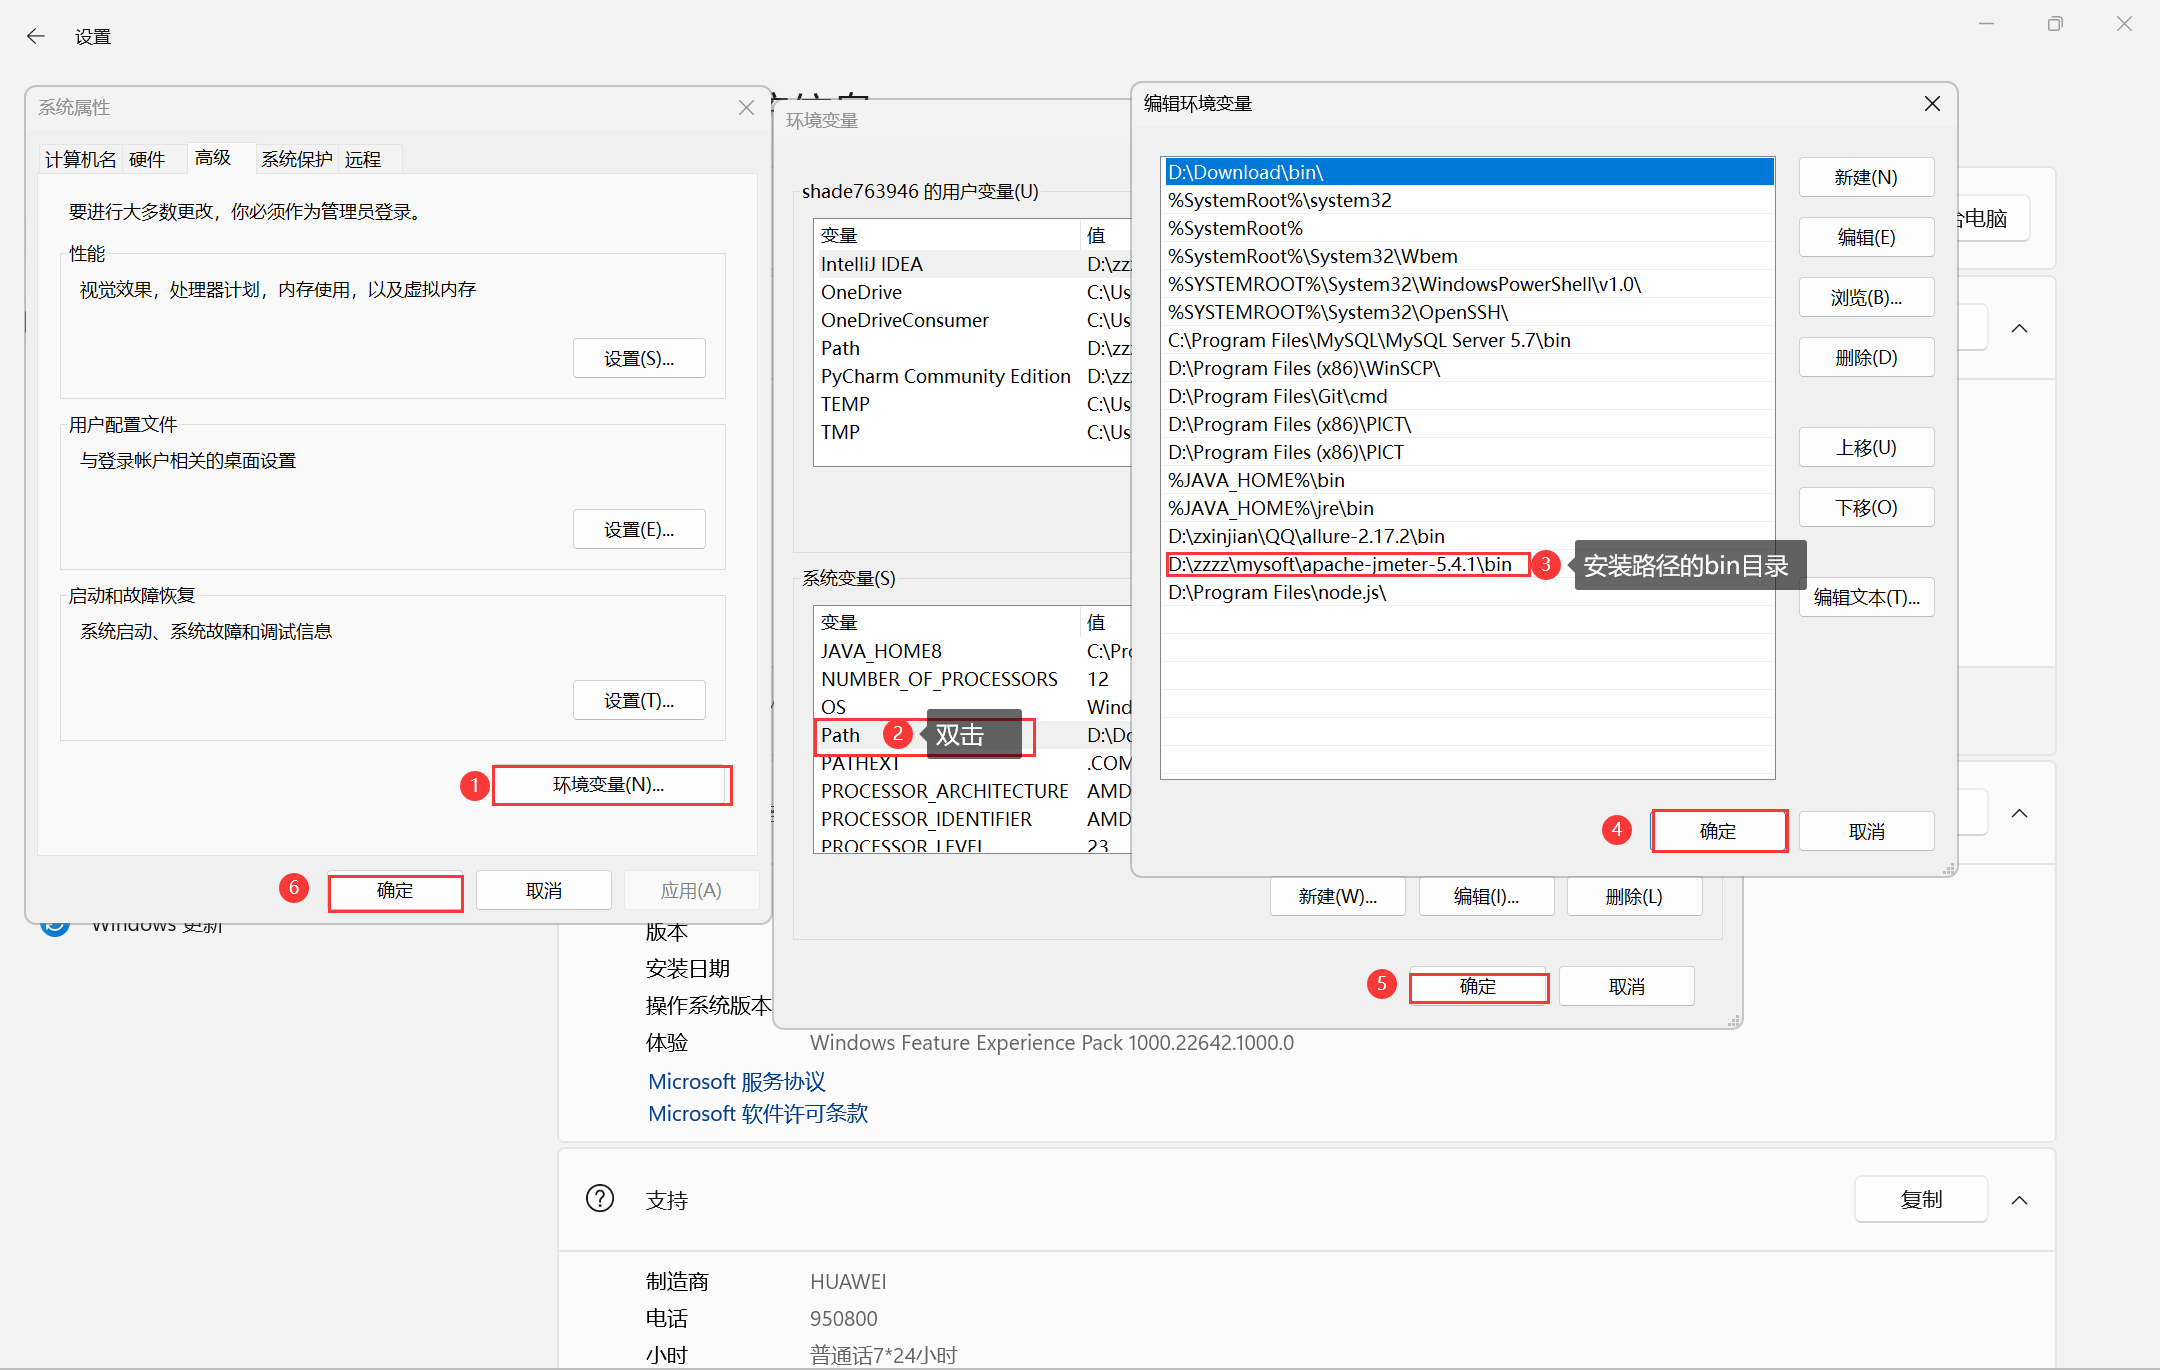 设置
系统属性
计算机名 硬件 高级 系统保护 远程
要进行大多数更改，你必须作为管理员登录。
性能
视觉效果，处理器计划，内存使用，以及虚拟内存
设置(S)...
用户配置文件
与登录帐户相关的桌面设置
设置(E)...
启动和故障恢复
系统启动、系统故障和调试信息
设置(T)...
1
环境变量(N)...
6
确定
取消
应用(A)
Windows 更新
环境变量
shade763946 的用户变量(U)
变量 值
IntelliJ IDEA D:\zz
OneDrive C:\Us
OneDriveConsumer C:\Us
Path D:\zz
PyCharm Community Edition D:\zz
TEMP C:\Us
TMP C:\Us
系统变量(S)
变量 值
JAVA_HOME8 C:\Pr
NUMBER_OF_PROCESSORS 12
OS Wind
Path 2 双击 D:\Do
PATHEXT .COM
PROCESSOR_ARCHITECTURE AMD
PROCESSOR_IDENTIFIER AMD
PROCESSOR_LEVEL 23
新建(W)...
编辑(I)...
删除(L)
5
确定
取消
编辑环境变量
D:\Download\bin\
%SystemRoot%\system32
%SystemRoot%
%SystemRoot%\System32\Wbem
%SYSTEMROOT%\System32\WindowsPowerShell\v1.0\
%SYSTEMROOT%\System32\OpenSSH\
C:\Program Files\MySQL\MySQL Server 5.7\bin
D:\Program Files (x86)\WinSCP\
D:\Program Files\Git\cmd
D:\Program Files (x86)\PICT\
D:\Program Files (x86)\PICT
%JAVA_HOME%\bin
%JAVA_HOME%\jre\bin
D:\zxinjian\QQ\allure-2.17.2\bin
D:\zzzz\mysoft\apache-jmeter-5.4.1\bin 3 安装路径的bin目录
D:\Program Files\node.js\
新建(N)
编辑(E)
浏览(B)...
删除(D)
上移(U)
下移(O)
编辑文本(T)...
4
确定
取消
电脑
版本
安装日期
操作系统版本
体验 Windows Feature Experience Pack 1000.22642.1000.0
Microsoft 服务协议
Microsoft 软件许可条款
支持
复制
制造商 HUAWEI
电话 950800
小时 普通话7*24小时